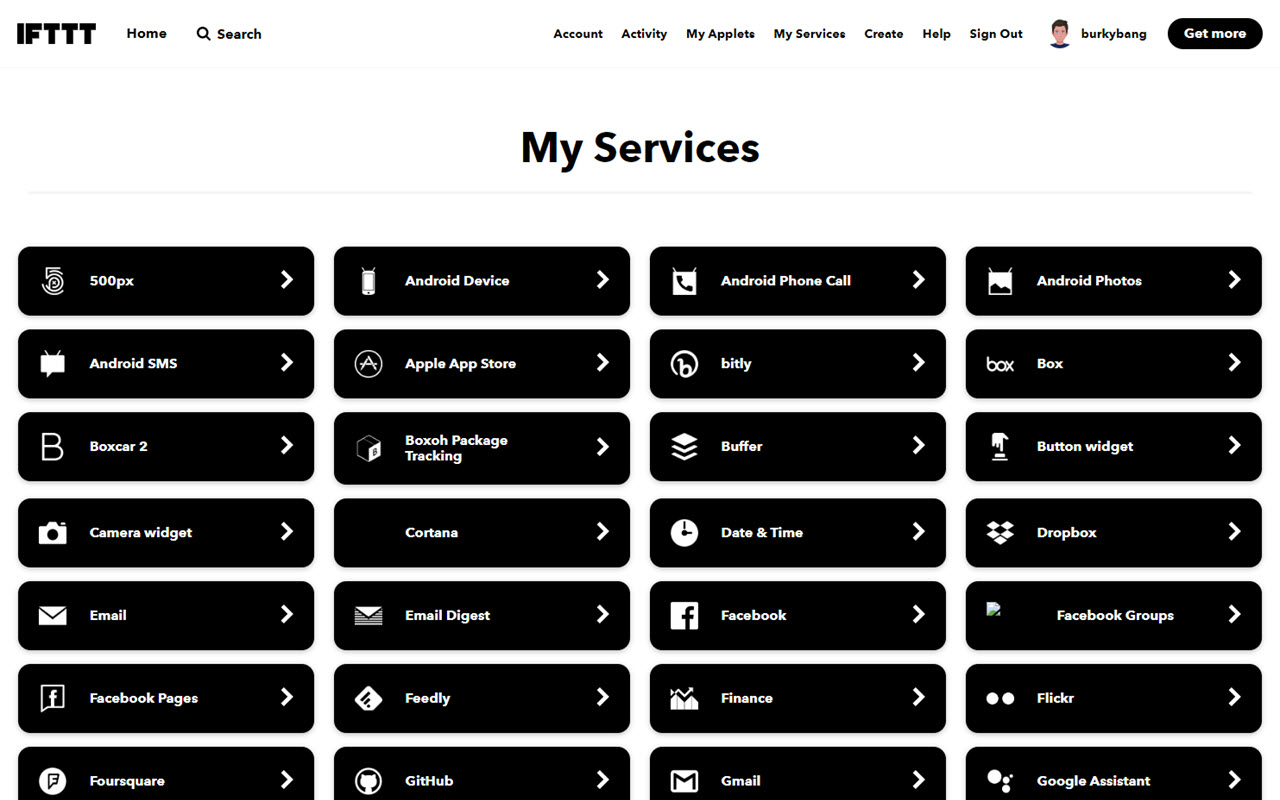 IFTTT Home Search Account Activity My Applets My Services Create Help Sign Out burkybang Get more
My Services
500px Android Device Android Phone Call Android Photos
Android SMS Apple App Store bitly Box
Boxcar 2 Boxoh Package Tracking Buffer Button widget
Camera widget Cortana Date & Time Dropbox
Email Email Digest Facebook Facebook Groups
Facebook Pages Feedly Finance Flickr
Foursquare GitHub Gmail Google Assistant